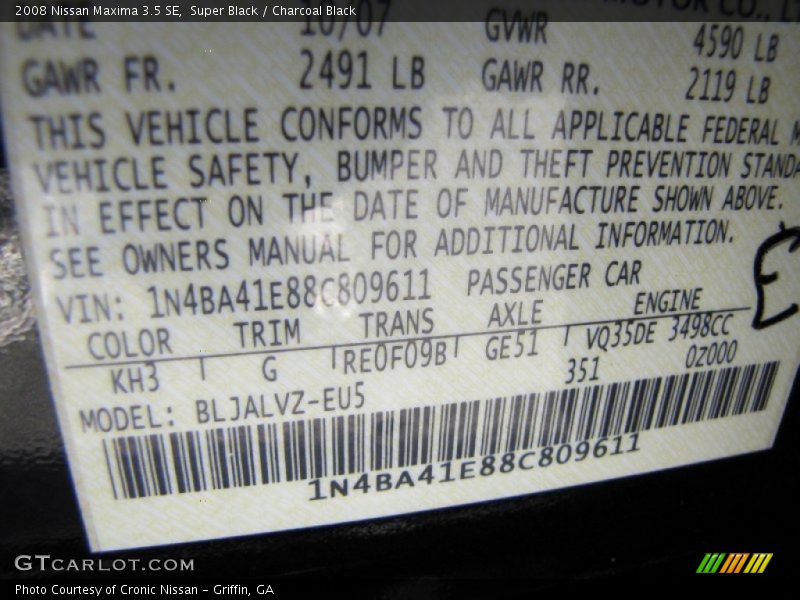 2008 Nissan Maxima 3.5 SE, Super Black / Charcoal Black
DATE 10/07 GVWR 4590 LB
GAWR FR. 2491 LB GAWR RR. 2119 LB
THIS VEHICLE CONFORMS TO ALL APPLICABLE FEDERAL M
VEHICLE SAFETY, BUMPER AND THEFT PREVENTION STANDA
IN EFFECT ON THE DATE OF MANUFACTURE SHOWN ABOVE.
SEE OWNERS MANUAL FOR ADDITIONAL INFORMATION.
VIN: 1N4BA41E88C809611 PASSENGER CAR
COLOR TRIM TRANS AXLE ENGINE
KH3 G RE0F09B GE51 VQ35DE 3498CC
351 0Z000
MODEL: BLJALVZ-EU5
1N4BA41E88C809611
E
GTCARLOT.COM
Photo Courtesy of Cronic Nissan - Griffin, GA